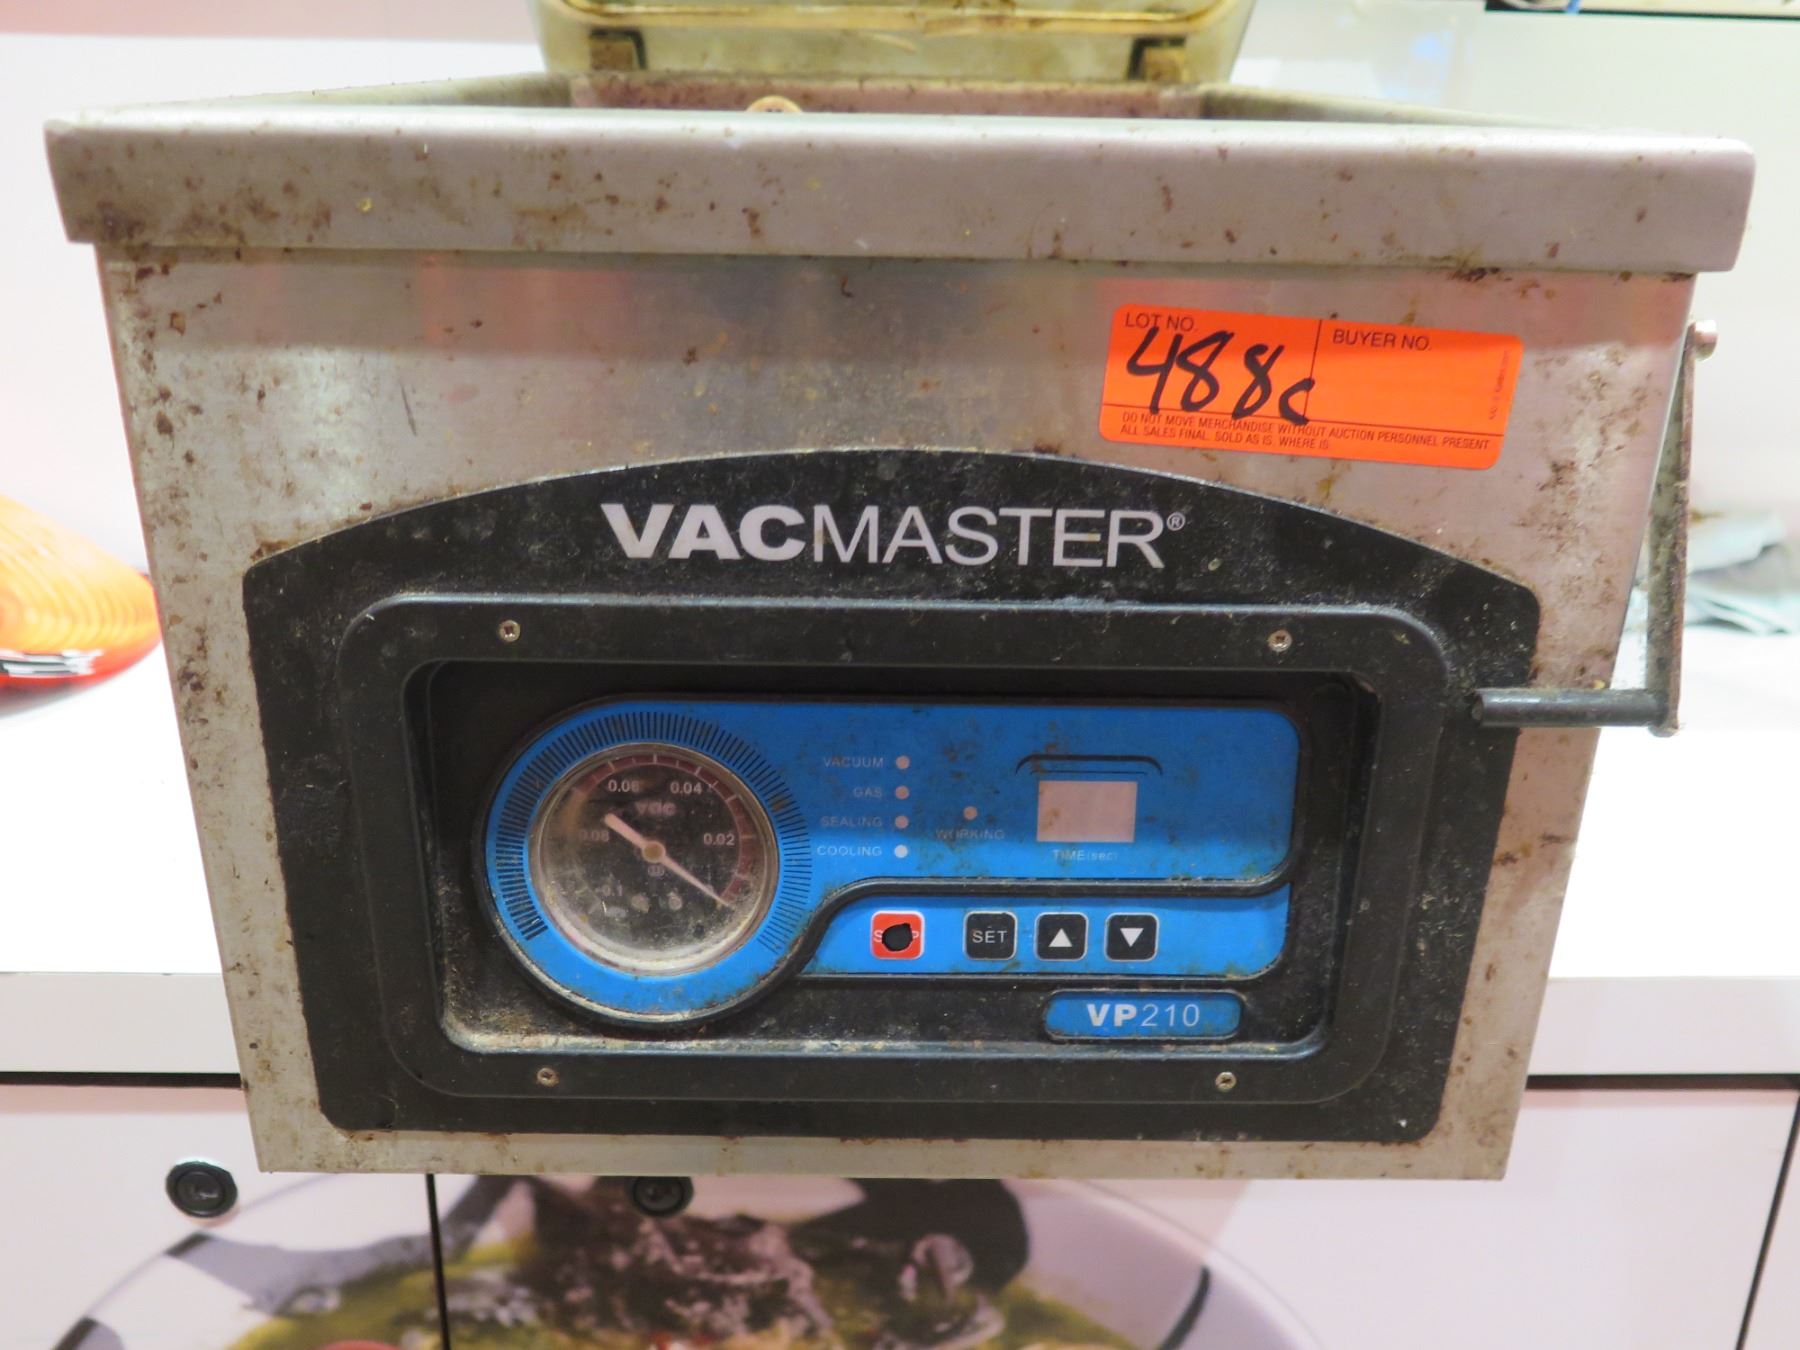 LOT NO.
BUYER NO.
488c
DO NOT MOVE MERCHANDISE WITHOUT AUCTION PERSONNEL PRESENT
ALL SALES FINAL. SOLD AS IS. WHERE IS.
VACMASTER®
0.06 0.04
vac
0.08
0.02
0.1
VACUUM
GAS
SEALING
COOLING
WORKING
TIME(sec)
SET
VP210